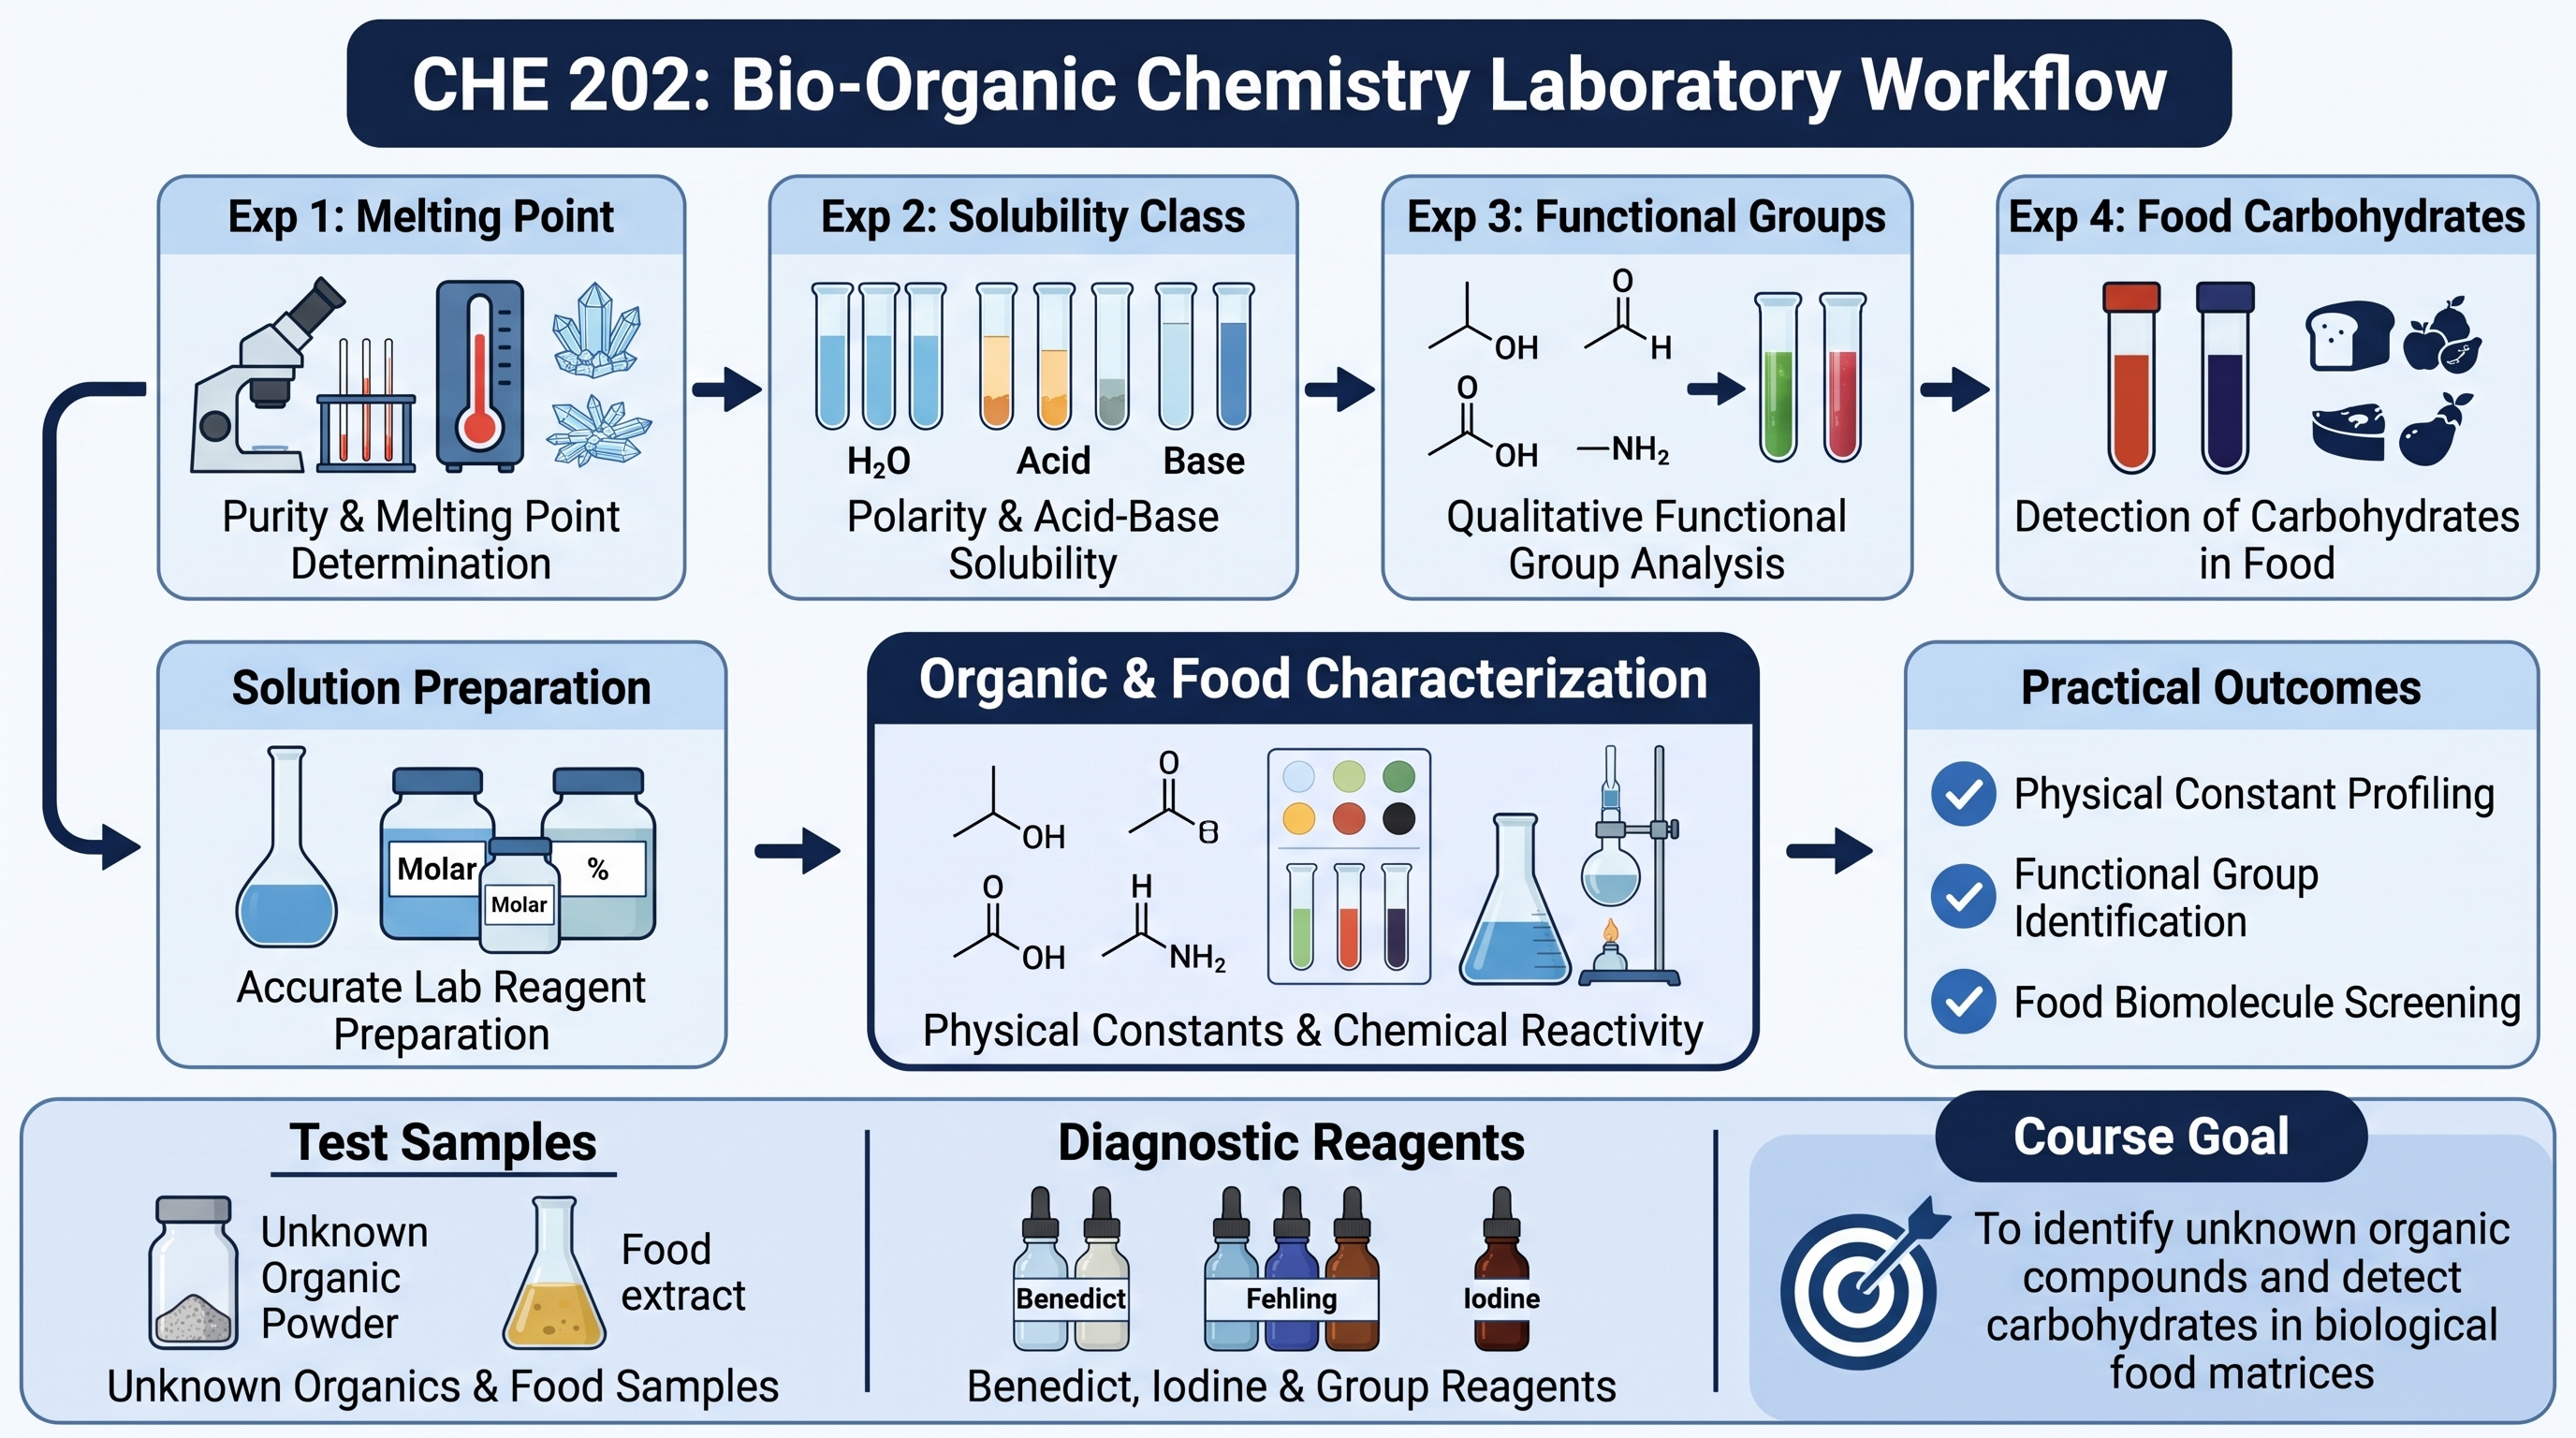 CHE 202: Bio-Organic Chemistry Laboratory Workflow
Exp 1: Melting Point
Purity & Melting Point
Determination
Exp 2: Solubility Class
H₂O
Acid
Base
Polarity & Acid-Base
Solubility
Exp 3: Functional Groups
OH
O
H
O
OH
—NH₂
Qualitative Functional
Group Analysis
Exp 4: Food Carbohydrates
Detection of Carbohydrates
in Food
Solution Preparation
Molar
Molar
%
Accurate Lab Reagent
Preparation
Organic & Food Characterization
OH
O
O
OH
H
NH₂
Physical Constants & Chemical Reactivity
Practical Outcomes
Physical Constant Profiling
Functional Group
Identification
Food Biomolecule Screening
Test Samples
Unknown
Organic
Powder
Food
extract
Unknown Organics & Food Samples
Diagnostic Reagents
Benedict
Fehling
Iodine
Benedict, Iodine & Group Reagents
Course Goal
To identify unknown organic
compounds and detect
carbohydrates in biological
food matrices